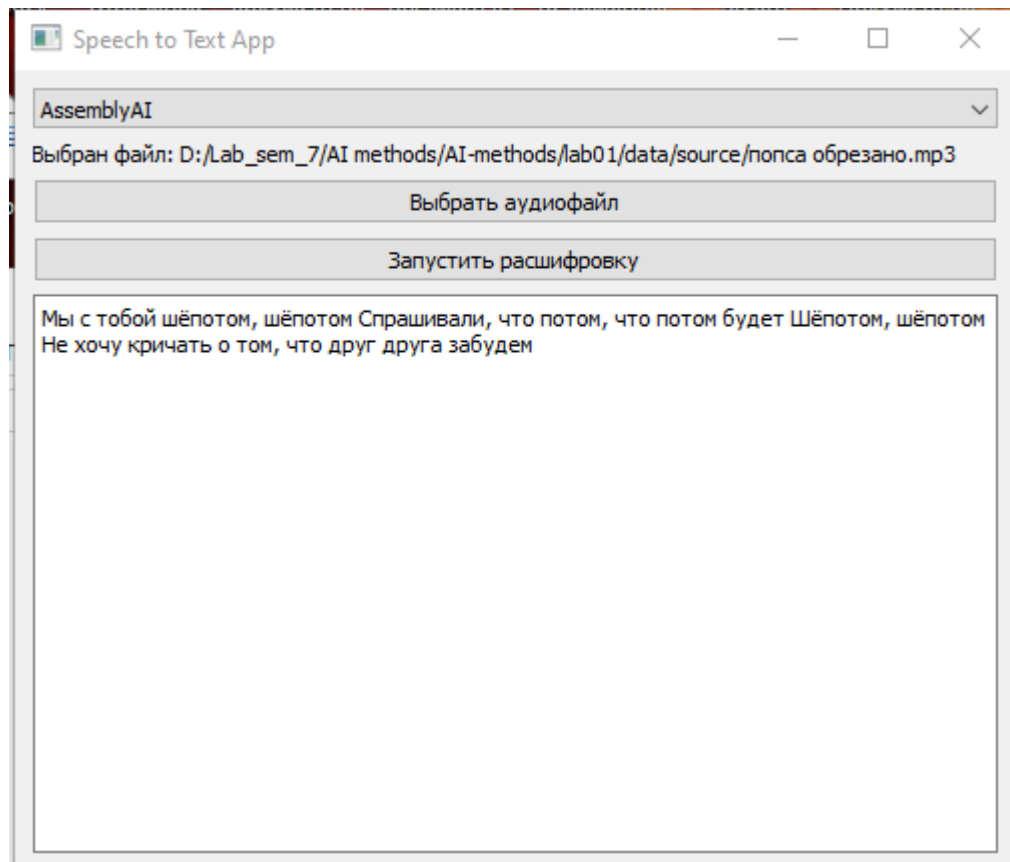 Speech to Text App
AssemblyAI
Выбран файл: D:/Lab_sem_7/AI methods/AI-methods/lab01/data/source/попса обрезано.mp3
Выбрать аудиофайл
Запустить расшифровку
Мы с тобой шёпотом, шёпотом Спрашивали, что потом, что потом будет Шёпотом, шёпотом
Не хочу кричать о том, что друг друга забудем